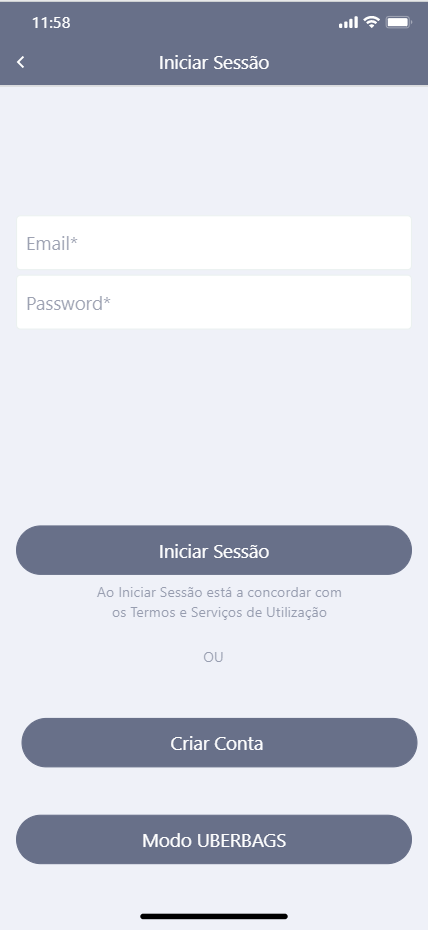 11:58
Iniciar Sessão
Email*
Password*
Iniciar Sessão
Ao Iniciar Sessão está a concordar com
os Termos e Serviços de Utilização
OU
Criar Conta
Modo UBERBAGS